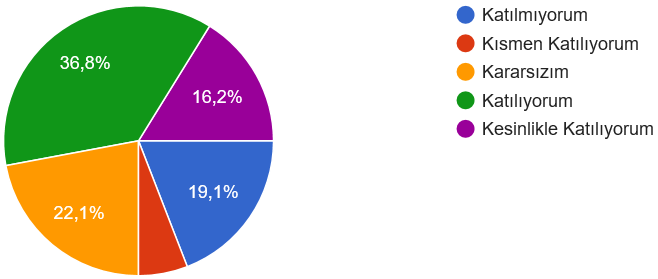 36,8%
16,2%
22,1%
19,1%
Katılmıyorum
Kısmen Katılıyorum
Kararsızım
Katılıyorum
Kesinlikle Katılıyorum